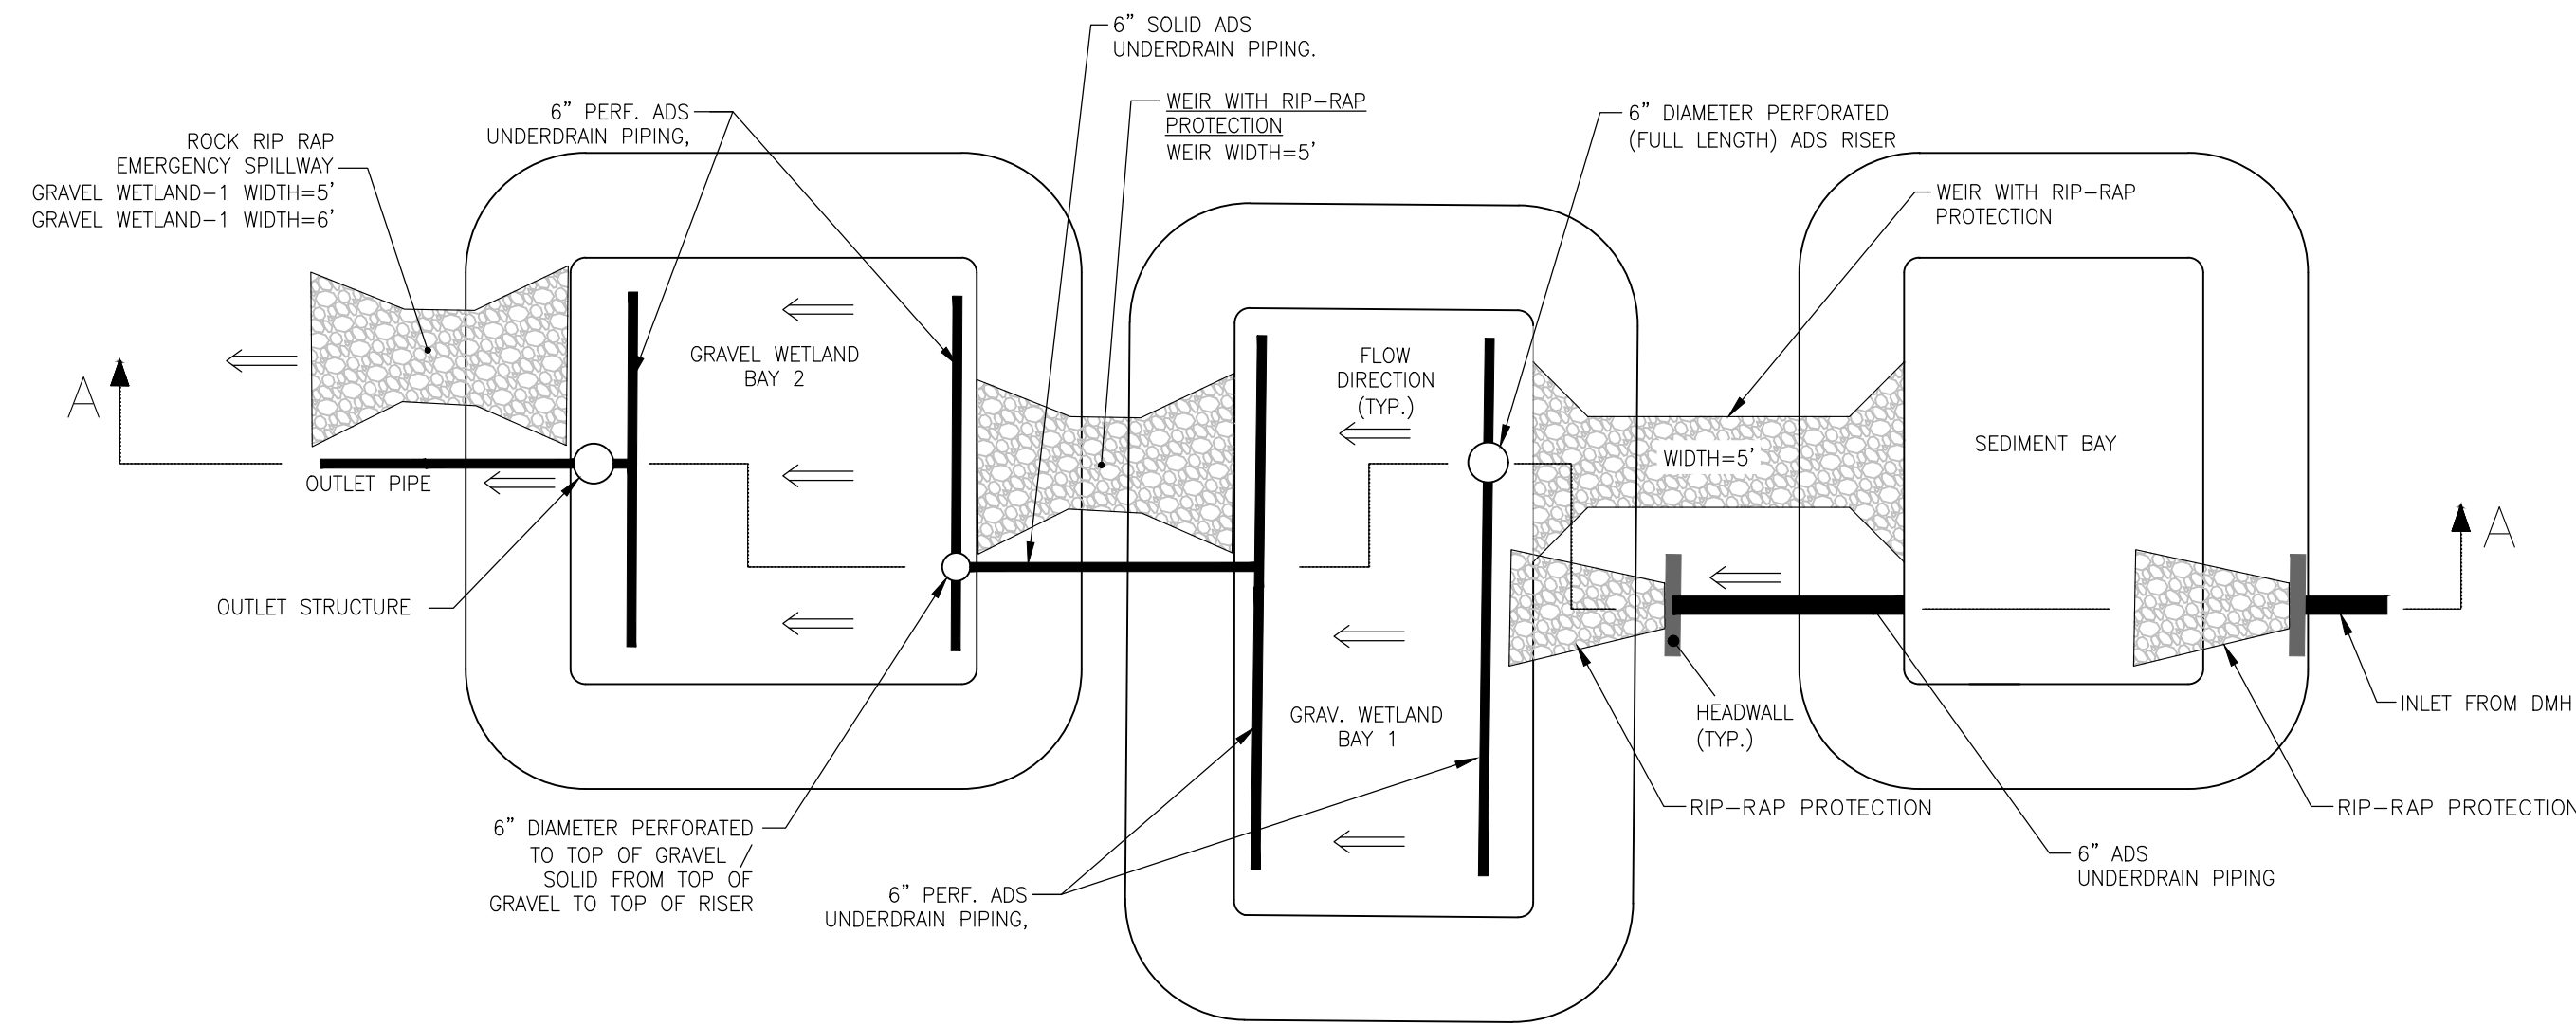 6” SOLID ADS
UNDERDRAIN PIPING.
6” PERF. ADS
UNDERDRAIN PIPING,
WEIR WITH RIP-RAP
PROTECTION
WEIR WIDTH=5’
6” DIAMETER PERFORATED
(FULL LENGTH) ADS RISER
ROCK RIP RAP
EMERGENCY SPILLWAY
GRAVEL WETLAND-1 WIDTH=5’
GRAVEL WETLAND-1 WIDTH=6’
WEIR WITH RIP-RAP
PROTECTION
GRAVEL WETLAND
BAY 2
FLOW
DIRECTION
(TYP.)
A
WIDTH=5’
SEDIMENT BAY
OUTLET PIPE
A
OUTLET STRUCTURE
GRAV. WETLAND
BAY 1
HEADWALL
(TYP.)
INLET FROM DMH
RIP-RAP PROTECTION
RIP-RAP PROTECTION
6” DIAMETER PERFORATED
TO TOP OF GRAVEL /
SOLID FROM TOP OF
GRAVEL TO TOP OF RISER
6” PERF. ADS
UNDERDRAIN PIPING,
6” ADS
UNDERDRAIN PIPING